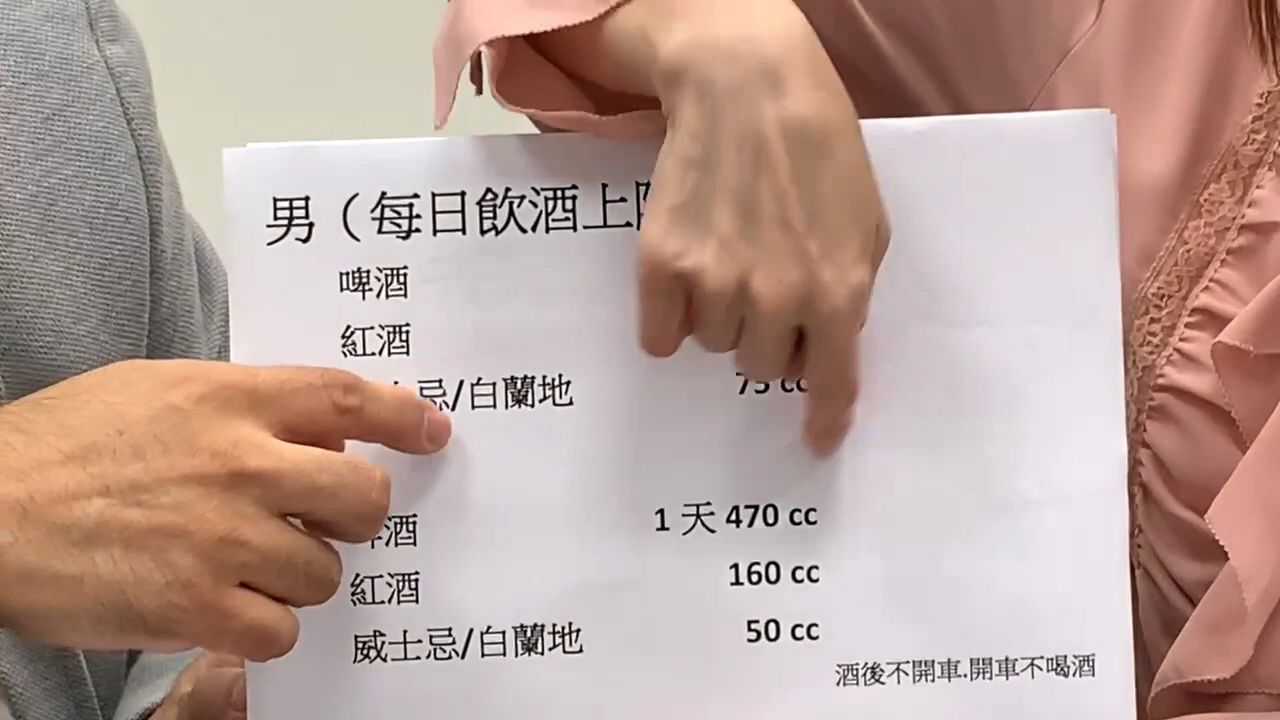 男（每日飲酒上
啤酒
紅酒
忌/白蘭地 75 cc
酒 1 天 470 cc
紅酒 160 cc
威士忌/白蘭地 50 cc
酒後不開車.開車不喝酒